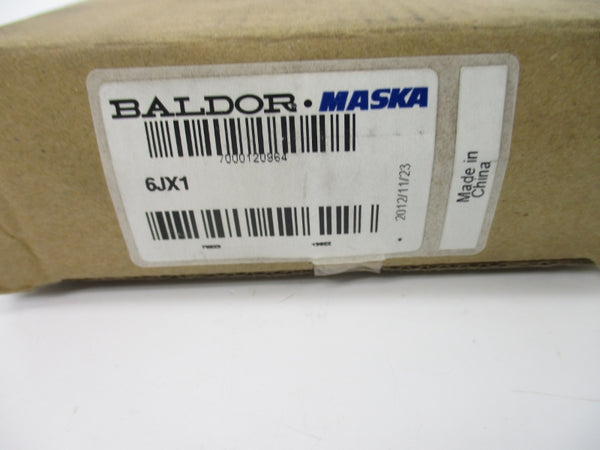 BALDOR · MASKA
7000120964
6JX1
2012/11/23
Made in
China